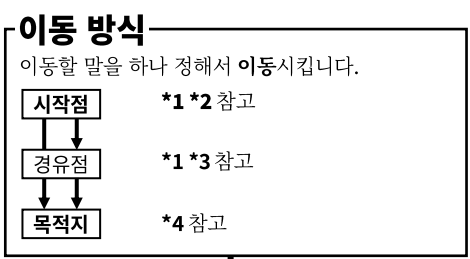 이동 방식
이동할 말을 하나 정해서 이동시킵니다.
시작점 *1 *2 참고
경유점 *1 *3 참고
목적지 *4 참고